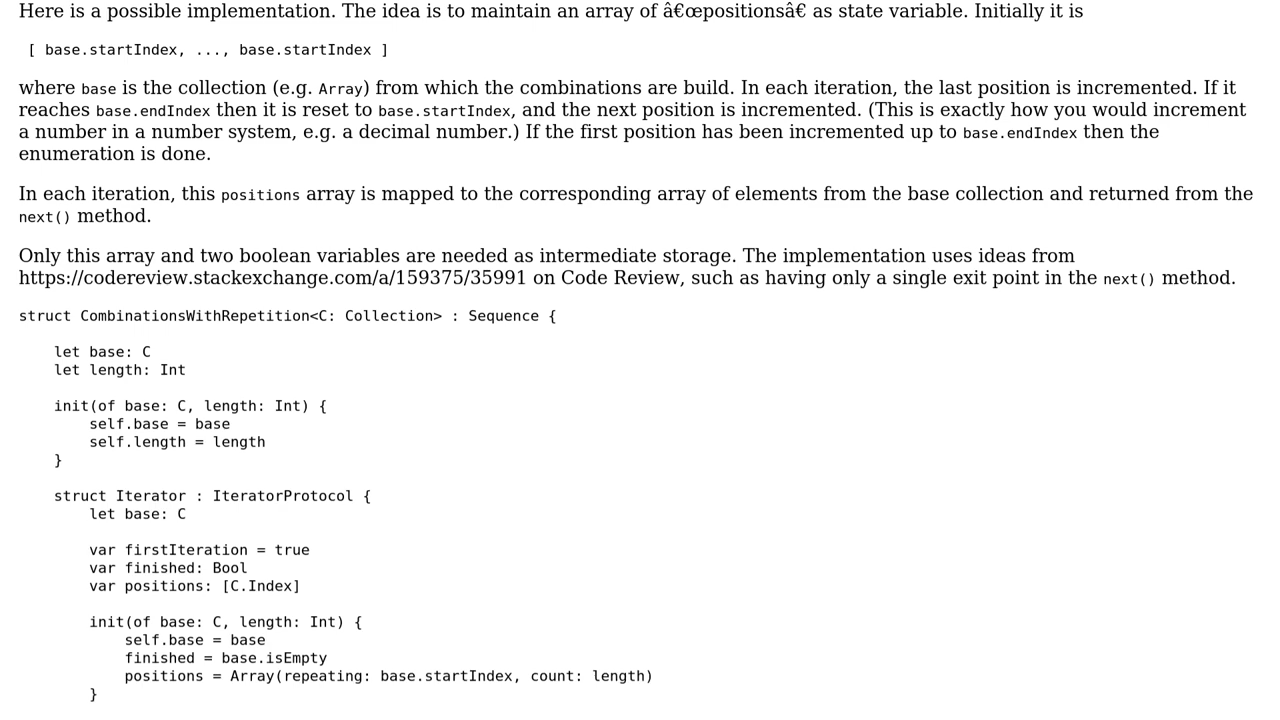 Here is a possible implementation. The idea is to maintain an array of â€œpositionsâ€ as state variable. Initially it is
[ base.startIndex, ..., base.startIndex ]
where base is the collection (e.g. Array) from which the combinations are build. In each iteration, the last position is incremented. If it
reaches base.endIndex then it is reset to base.startIndex, and the next position is incremented. (This is exactly how you would increment
a number in a number system, e.g. a decimal number.) If the first position has been incremented up to base.endIndex then the
enumeration is done.
In each iteration, this positions array is mapped to the corresponding array of elements from the base collection and returned from the
next() method.
Only this array and two boolean variables are needed as intermediate storage. The implementation uses ideas from
https://codereview.stackexchange.com/a/159375/35991 on Code Review, such as having only a single exit point in the next() method.
struct CombinationsWithRepetition<C: Collection> : Sequence {
    let base: C
    let length: Int
    init(of base: C, length: Int) {
        self.base = base
        self.length = length
    }
    struct Iterator : IteratorProtocol {
        let base: C
        var firstIteration = true
        var finished: Bool
        var positions: [C.Index]
        init(of base: C, length: Int) {
            self.base = base
            finished = base.isEmpty
            positions = Array(repeating: base.startIndex, count: length)
        }